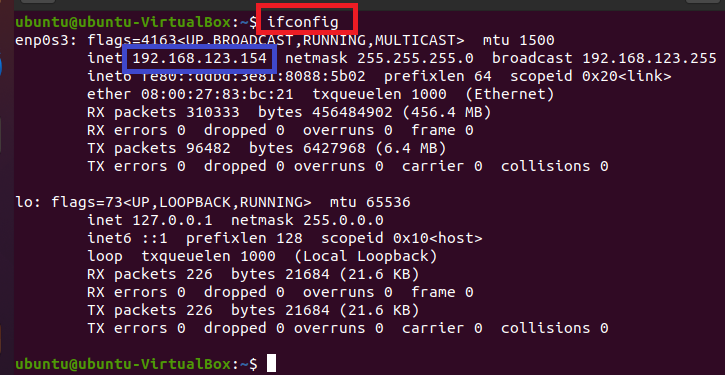 ubuntu@ubuntu-VirtualBox:~$ ifconfig
enp0s3: flags=4163<UP,BROADCAST,RUNNING,MULTICAST>  mtu 1500
        inet 192.168.123.154  netmask 255.255.255.0  broadcast 192.168.123.255
        inet6 8088:5b02  prefixlen 64  scopeid 0x20<link>
        ether 08:00:27:83:bc:21  txqueuelen 1000  (Ethernet)
        RX packets 310333  bytes 456484902 (456.4 MB)
        RX errors 0  dropped 0  overruns 0  frame 0
        TX packets 96482  bytes 6427968 (6.4 MB)
        TX errors 0  dropped 0 overruns 0  carrier 0  collisions 0
lo: flags=73<UP,LOOPBACK,RUNNING>  mtu 65536
        inet 127.0.0.1  netmask 255.0.0.0
        inet6 ::1  prefixlen 128  scopeid 0x10<host>
        loop  txqueuelen 1000  (Local Loopback)
        RX packets 226  bytes 21684 (21.6 KB)
        RX errors 0  dropped 0  overruns 0  frame 0
        TX packets 226  bytes 21684 (21.6 KB)
        TX errors 0  dropped 0 overruns 0  carrier 0  collisions 0
ubuntu@ubuntu-VirtualBox:~$